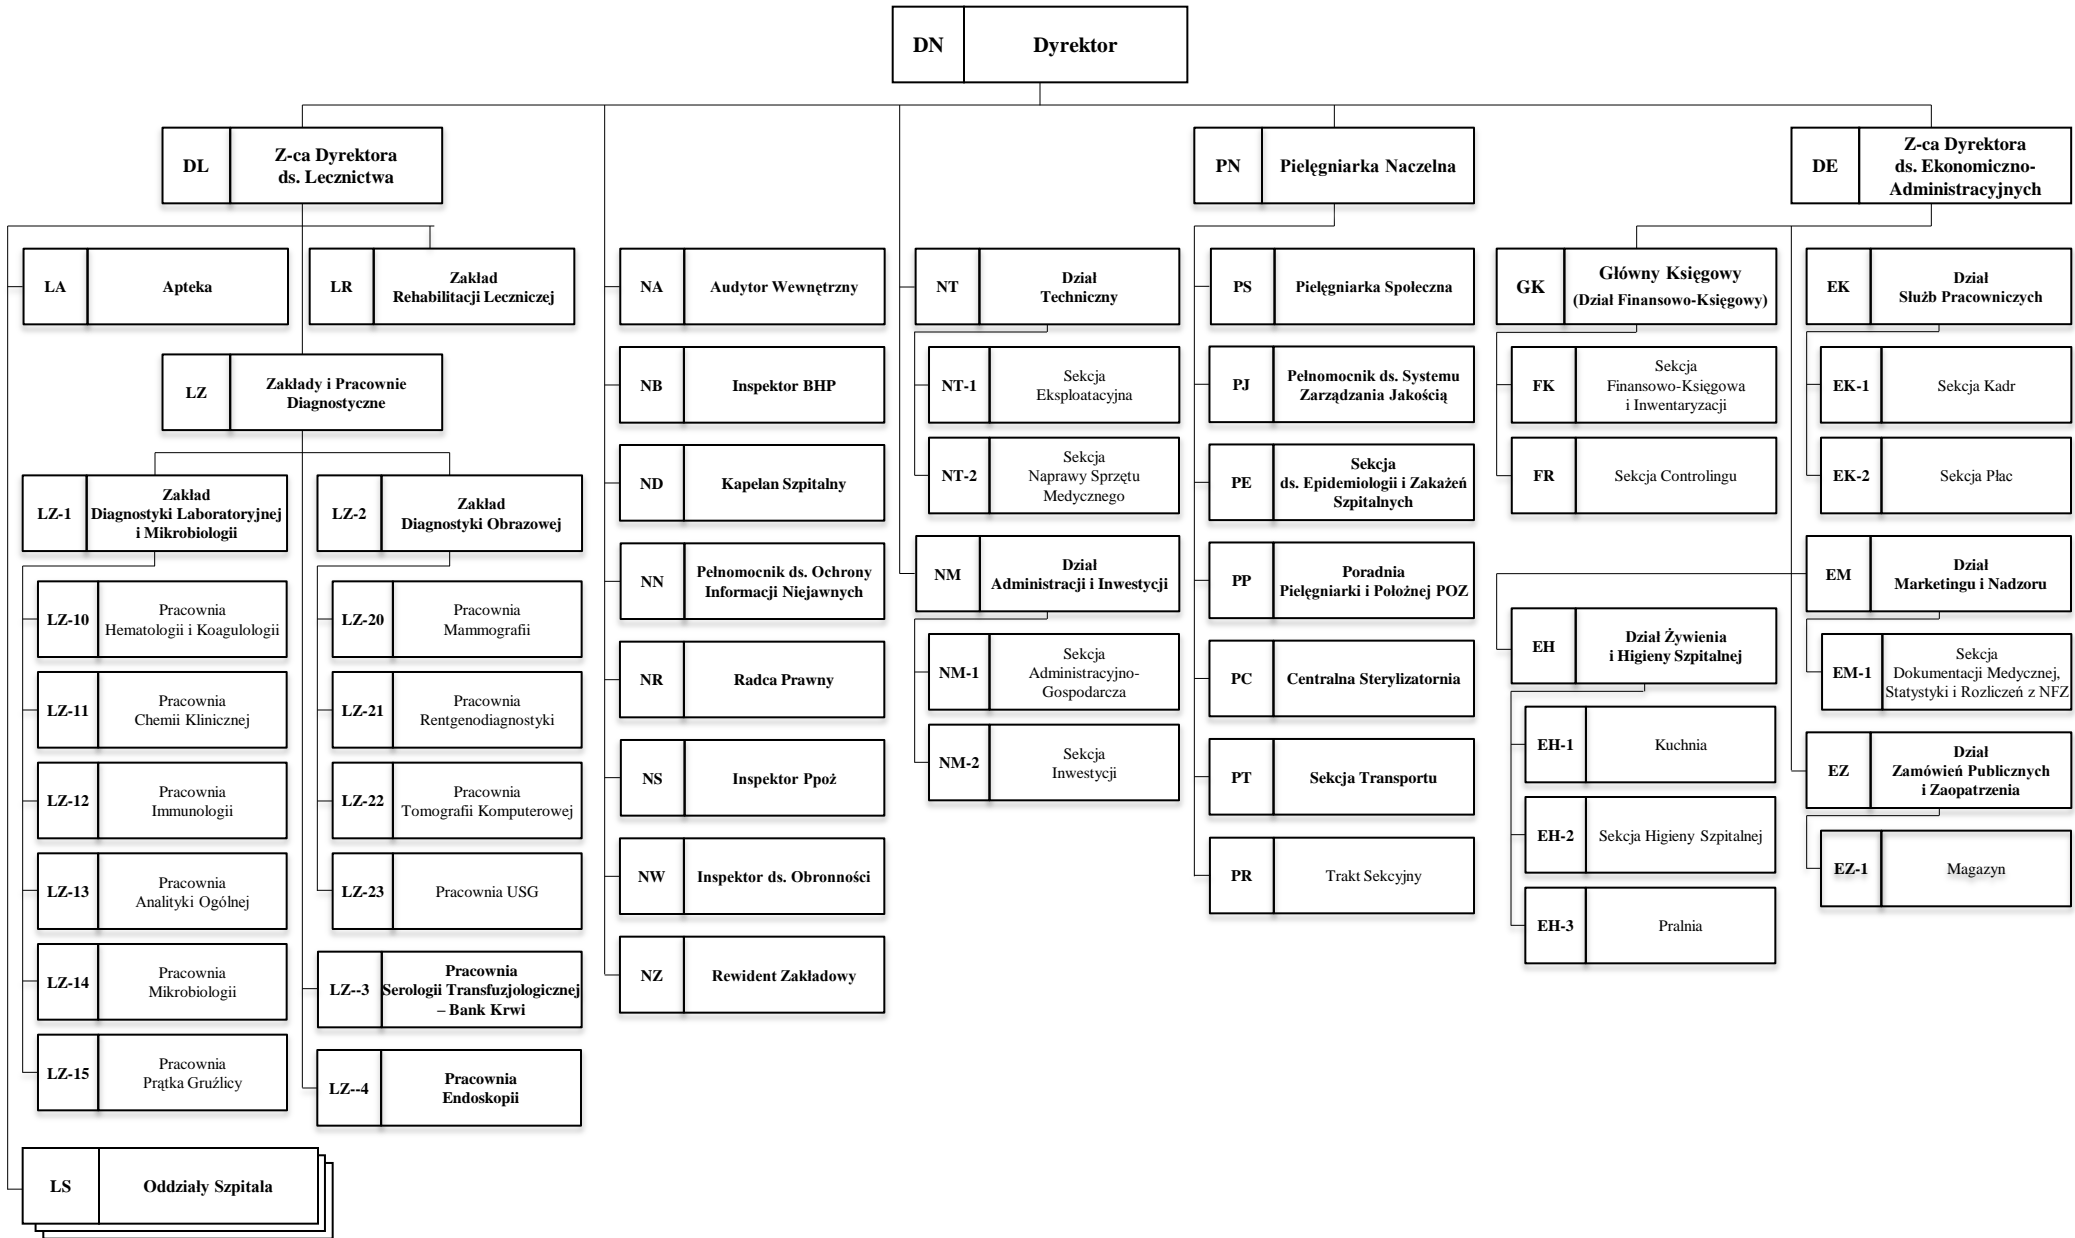 DN
Dyrektor
DL
Z-ca Dyrektora
ds. Lecznictwa
PN
Pielęgniarka Naczelna
DE
Z-ca Dyrektora
ds. Ekonomiczno-
Administracyjnych
LA
Apteka
LR
Zakład
Rehabilitacji Leczniczej
LZ
Zakłady i Pracownie
Diagnostyczne
LZ-1
Zakład
Diagnostyki Laboratoryjnej
i Mikrobiologii
LZ-10
Pracownia
Hematologii i Koagulologii
LZ-11
Pracownia
Chemii Klinicznej
LZ-12
Pracownia
Immunologii
LZ-13
Pracownia
Analityki Ogólnej
LZ-14
Pracownia
Mikrobiologii
LZ-15
Pracownia
Prątka Gruźlicy
LZ-2
Zakład
Diagnostyki Obrazowej
LZ-20
Pracownia
Mammografii
LZ-21
Pracownia
Rentgenodiagnostyki
LZ-22
Pracownia
Tomografii Komputerowej
LZ-23
Pracownia USG
LZ--3
Pracownia
Serologii Transfuzjologicznej
– Bank Krwi
LZ--4
Pracownia
Endoskopii
LS
Oddziały Szpitala
NA
Audytor Wewnętrzny
NB
Inspektor BHP
ND
Kapelan Szpitalny
NN
Pełnomocnik ds. Ochrony
Informacji Niejawnych
NR
Radca Prawny
NS
Inspektor Ppoż
NW
Inspektor ds. Obronności
NZ
Rewident Zakładowy
NT
Dział
Techniczny
NT-1
Sekcja
Eksploatacyjna
NT-2
Sekcja
Naprawy Sprzętu
Medycznego
NM
Dział
Administracji i Inwestycji
NM-1
Sekcja
Administracyjno-
Gospodarcza
NM-2
Sekcja
Inwestycji
PS
Pielęgniarka Społeczna
PJ
Pełnomocnik ds. Systemu
Zarządzania Jakością
PE
Sekcja
ds. Epidemiologii i Zakażeń
Szpitalnych
PP
Poradnia
Pielęgniarki i Położnej POZ
PC
Centralna Sterylizatornia
PT
Sekcja Transportu
PR
Trakt Sekcyjny
GK
Główny Księgowy
(Dział Finansowo-Księgowy)
FK
Sekcja
Finansowo-Księgowa
i Inwentaryzacji
FR
Sekcja Controlingu
EH
Dział Żywienia
i Higieny Szpitalnej
EH-1
Kuchnia
EH-2
Sekcja Higieny Szpitalnej
EH-3
Pralnia
EK
Dział
Służb Pracowniczych
EK-1
Sekcja Kadr
EK-2
Sekcja Płac
EM
Dział
Marketingu i Nadzoru
EM-1
Sekcja
Dokumentacji Medycznej,
Statystyki i Rozliczeń z NFZ
EZ
Dział
Zamówień Publicznych
i Zaopatrzenia
EZ-1
Magazyn